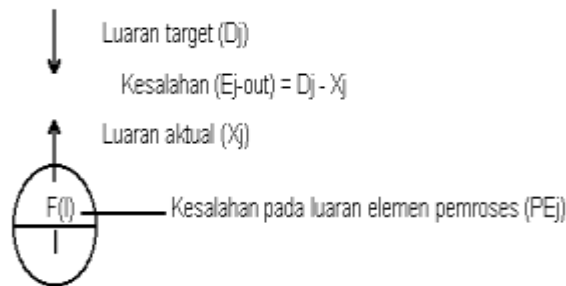 Luaran target (Dj)
Kesalahan (Ej-out) = Dj - Xj
Luaran aktual (Xj)
F(I) Kesalahan pada luaran elemen pemroses (PEj)
I